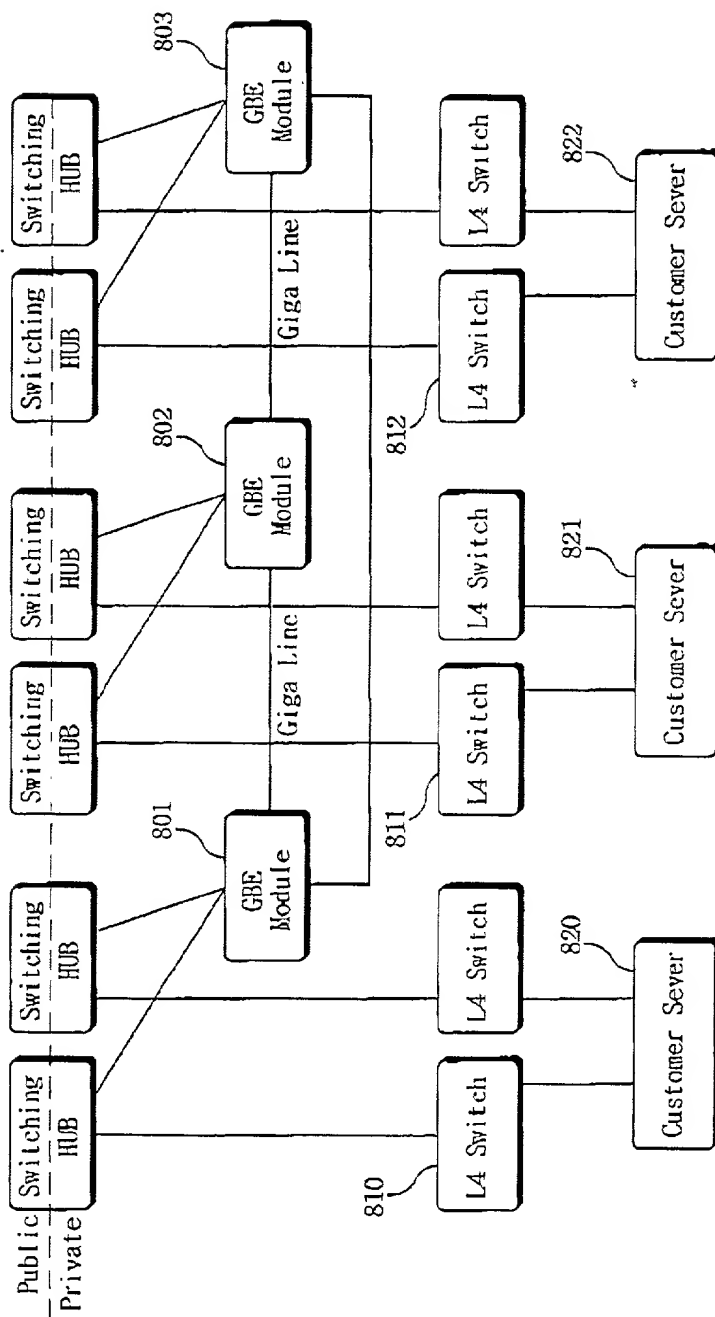 Public
Private
Switching
HUB
Switching
HUB
Switching
HUB
Switching
HUB
Switching
HUB
Switching
HUB
801
GBE
Module
802
GBE
Module
803
GBE
Module
Giga Line
Giga Line
810
L4 Switch
L4 Switch
811
L4 Switch
L4 Switch
812
L4 Switch
L4 Switch
820
Customer Sever
821
Customer Sever
822
Customer Sever